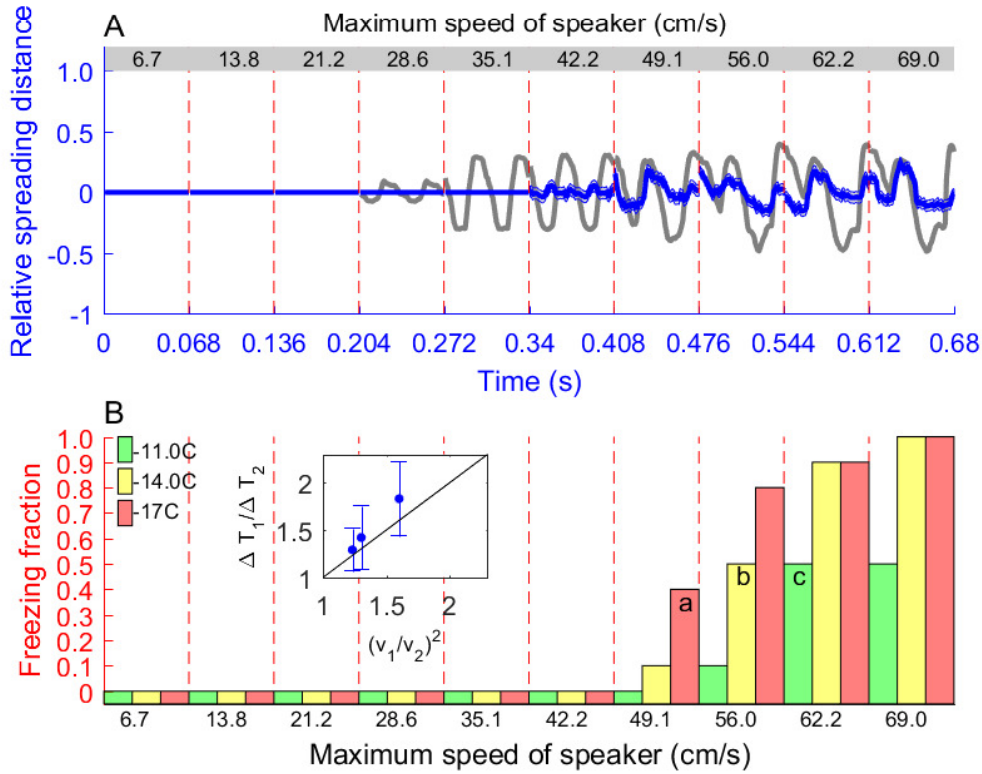 A
Maximum speed of speaker (cm/s)
6.7 13.8 21.2 28.6 35.1 42.2 49.1 56.0 62.2 69.0
Relative spreading distance
1.0
0.5
0
-0.5
-1
0 0.068 0.136 0.204 0.272 0.34 0.408 0.476 0.544 0.612 0.68
Time (s)
B
Freezing fraction
1.0
0.9
0.8
0.7
0.6
0.5
0.4
0.3
0.2
0.1
0
-11.0C
-14.0C
-17C
Δ T1/Δ T2
2
1.5
1
1 1.5 2
(v1/v2)2
a
b
c
6.7 13.8 21.2 28.6 35.1 42.2 49.1 56.0 62.2 69.0
Maximum speed of speaker (cm/s)